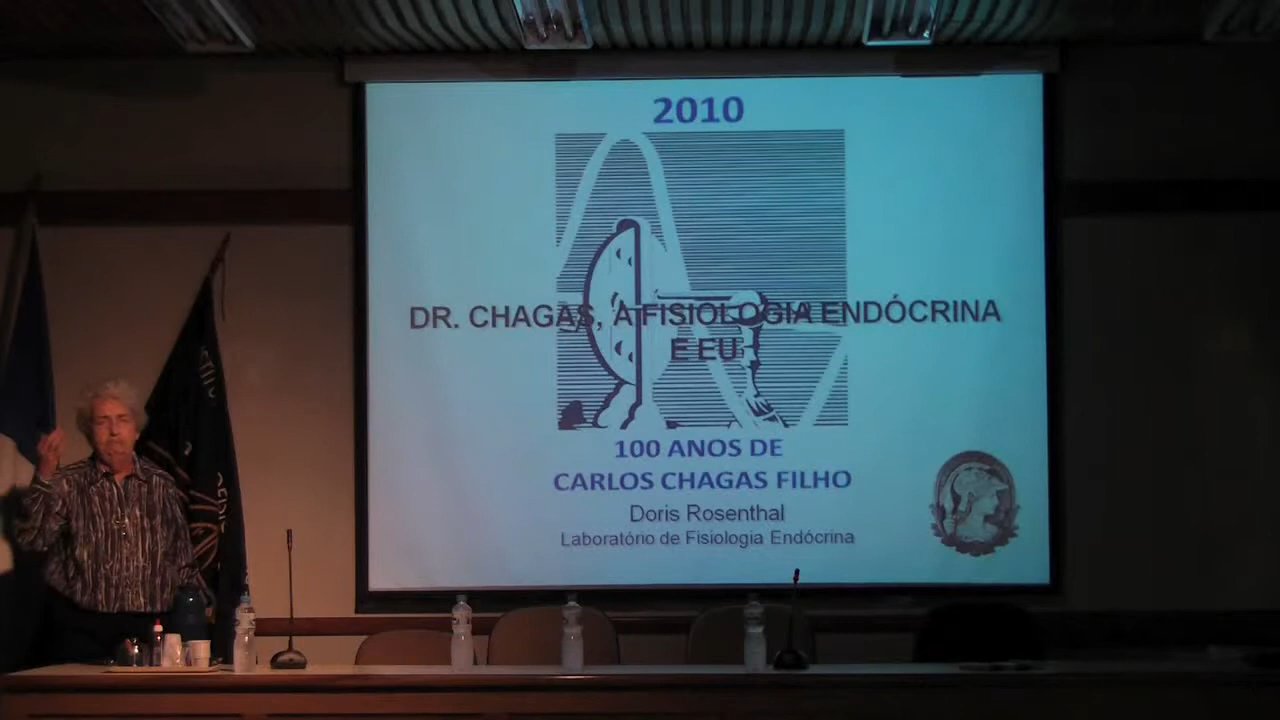 2010
DR. CHAGAS, A FISIOLOGIA ENDÓCRINA
E EU
100 ANOS DE
CARLOS CHAGAS FILHO
Doris Rosenthal
Laboratório de Fisiologia Endócrina